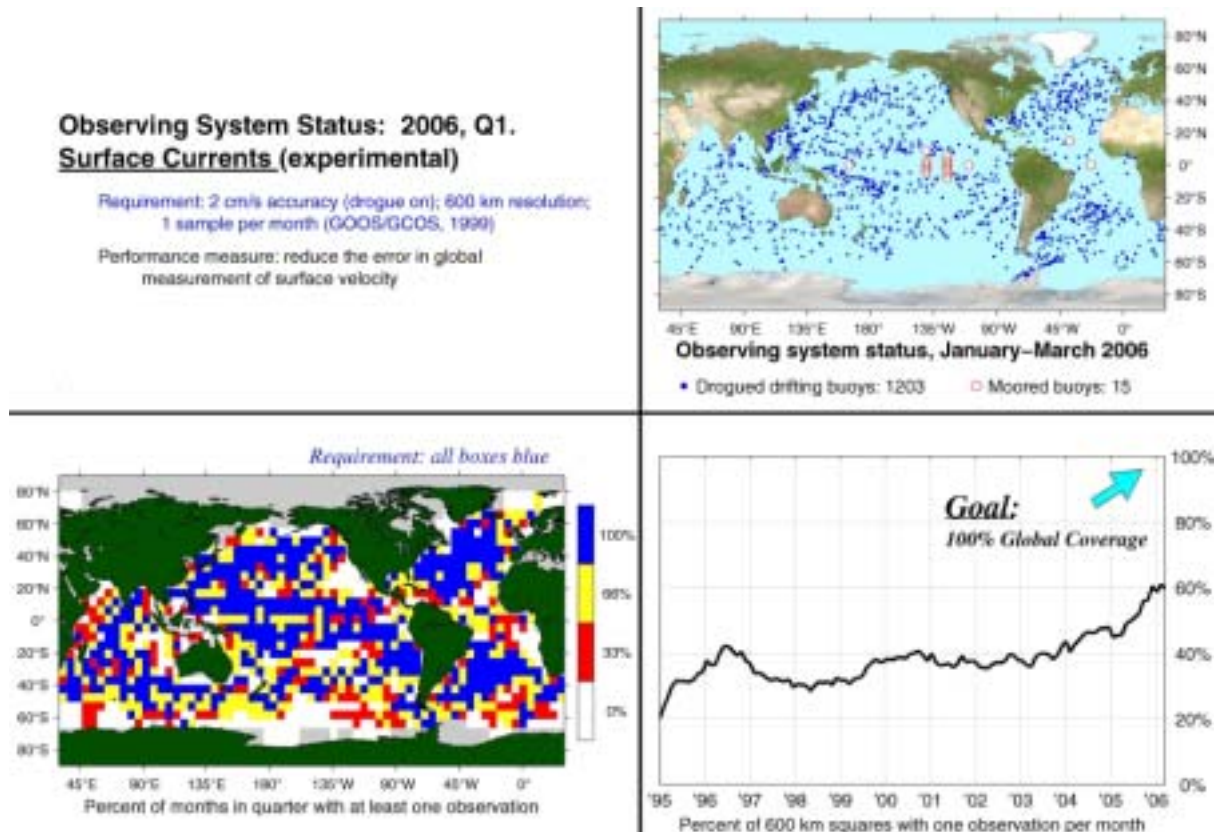 Observing System Status: 2006, Q1.
Surface Currents (experimental)
Requirement: 2 cm/s accuracy (drogue on); 600 km resolution;
1 sample per month (GOOS/GCOS, 1999)
Performance measure: reduce the error in global
measurement of surface velocity
80°N
60°N
40°N
20°N
0°
20°S
40°S
60°S
80°S
45°E 90°E 135°E 180° 135°W 90°W 45°W 0°
Observing system status, January–March 2006
Drogued drifting buoys: 1203 Moored buoys: 15
Requirement: all boxes blue
80°N
60°N
40°N
20°N
0°
20°S
40°S
60°S
80°S
100%
66%
33%
0%
45°E 90°E 135°E 180° 135°W 90°W 45°W 0°
Percent of months in quarter with at least one observation
Goal:
100% Global Coverage
100%
80%
60%
40%
20%
0%
'95 '96 '97 '98 '99 '00 '01 '02 '03 '04 '05 '06
Percent of 600 km squares with one observation per month